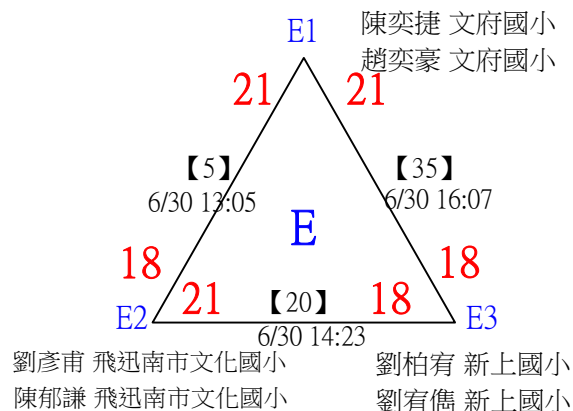 E1
陳奕捷 文府國小
趙奕豪 文府國小
21
21
【5】
6/30 13:05
【35】
6/30 16:07
E
18
18
21
【20】
18
E2
E3
6/30 14:23
劉彥甫 飛迅南市文化國小
陳郁謙 飛迅南市文化國小
劉柏宥 新上國小
劉宥儁 新上國小